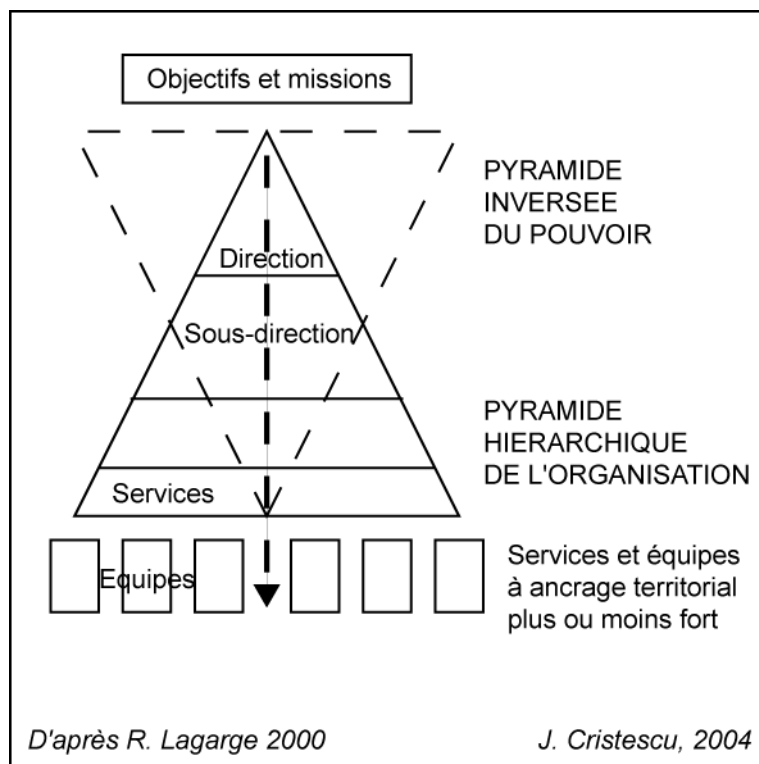 Objectifs et missions
PYRAMIDE
INVERSEE
DU POUVOIR
Direction
Sous-direction
PYRAMIDE
HIERARCHIQUE
DE L'ORGANISATION
Services
Equipes
Services et équipes
à ancrage territorial
plus ou moins fort
D'après R. Lagarge 2000
J. Cristescu, 2004